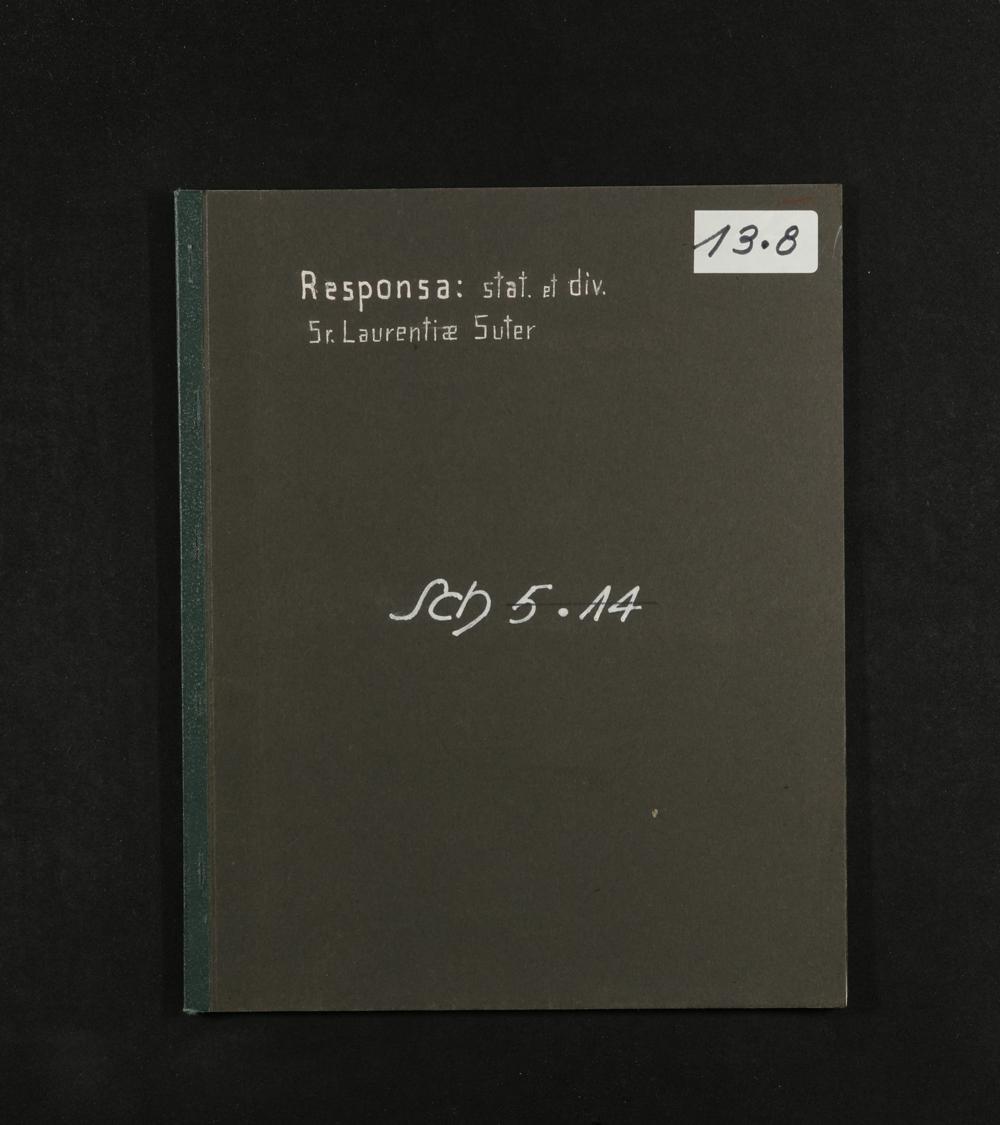 13.8
Responsa: stat. et div.
Sr. Laurentiæ Suter
Sch 5.14